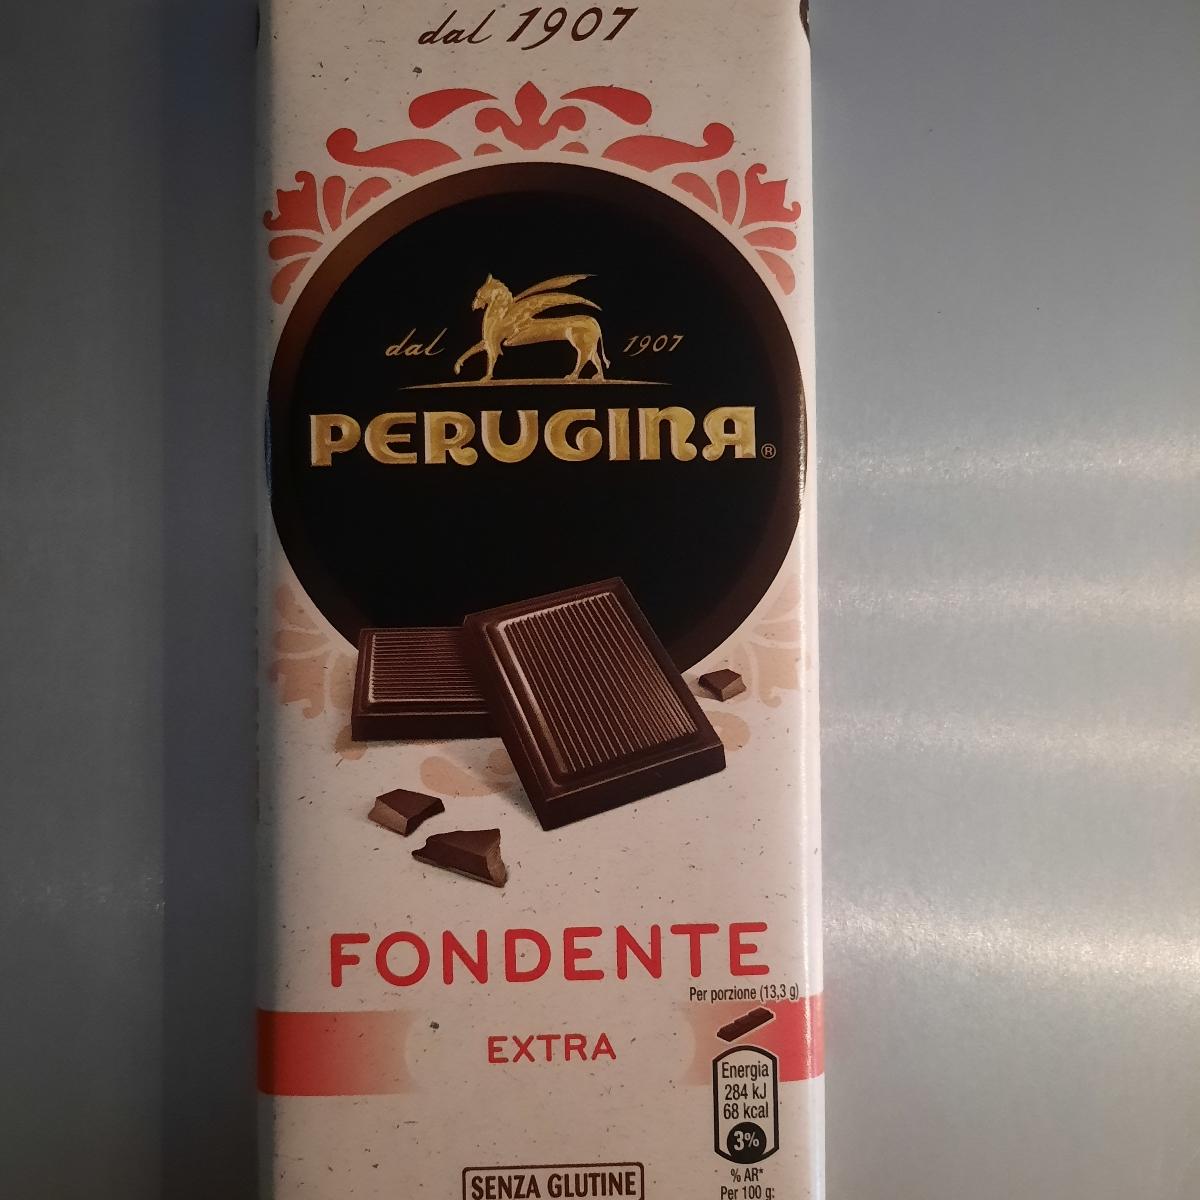 dal 1907
dal 1907
PERUGINA®
FONDENTE
Per porzione (13,3 g)
EXTRA
Energia
284 kJ
68 kcal
3%
% AR*
Per 100 g:
SENZA GLUTINE